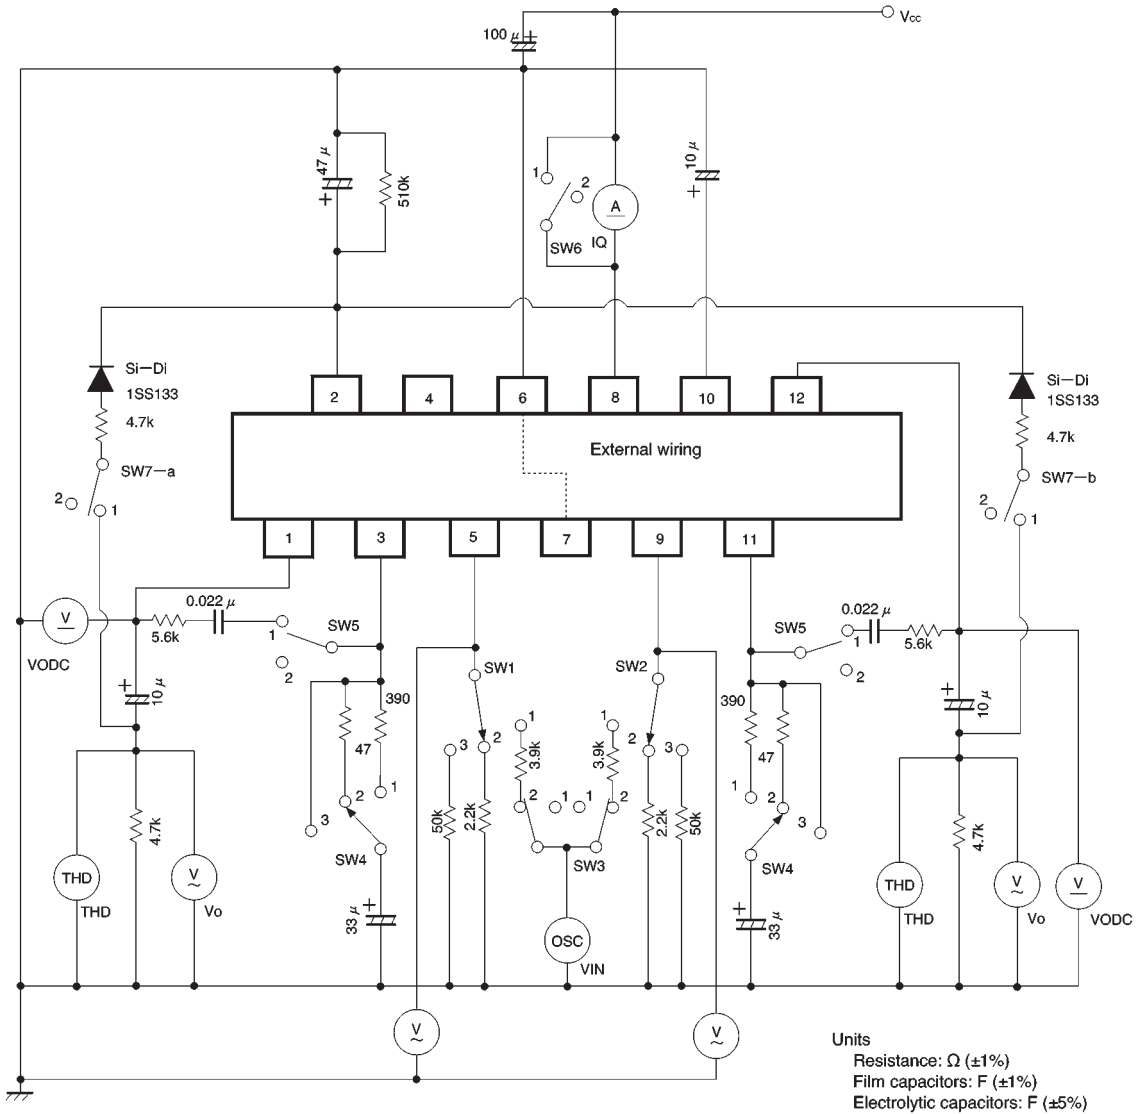 100 μ
+
Vcc
47 μ
+
510k
1
2
SW6
A
IQ
10 μ
+
Si−Di
1SS133
4.7k
SW7−a
2
1
Si−Di
1SS133
4.7k
SW7−b
2
1
2
4
6
8
10
12
External wiring
1
3
5
7
9
11
V
VODC
5.6k
0.022 μ
1
SW5
2
+
10 μ
390
47
1
2
3
SW4
+
33 μ
4.7k
THD
THD
V
~
Vo
SW1
2
3
50k
2.2k
1
3.9k
2
1
1
2
SW3
1
3.9k
SW2
2
3
2.2k
50k
OSC
VIN
V
~
V
~
SW5
0.022 μ
1
2
5.6k
390
47
1
2
3
SW4
+
33 μ
+
10 μ
4.7k
THD
THD
V
~
Vo
V
VODC
Units
Resistance: Ω (±1%)
Film capacitors: F (±1%)
Electrolytic capacitors: F (±5%)